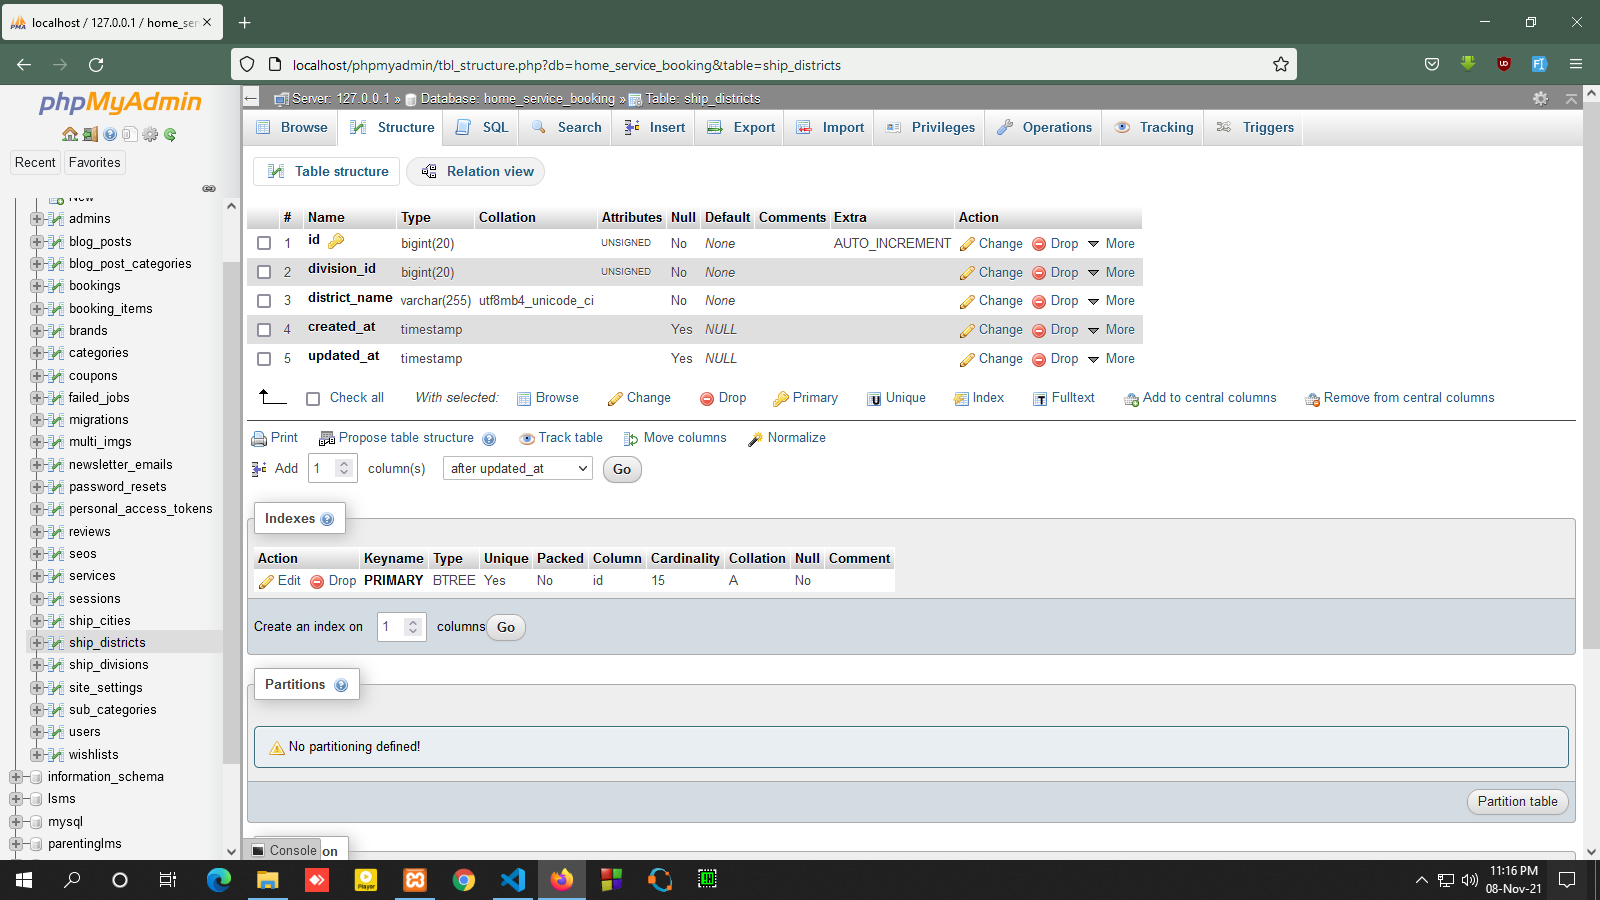 localhost / 127.0.0.1 / home_ser
localhost/phpmyadmin/tbl_structure.php?db=home_service_booking&table=ship_districts
phpMyAdmin
Recent Favorites
New
admins
blog_posts
blog_post_categories
bookings
booking_items
brands
categories
coupons
failed_jobs
migrations
multi_imgs
newsletter_emails
password_resets
personal_access_tokens
reviews
seos
services
sessions
ship_cities
ship_districts
ship_divisions
site_settings
sub_categories
users
wishlists
information_schema
lsms
mysql
parentinglms
Server: 127.0.0.1 » Database: home_service_booking » Table: ship_districts
Browse Structure SQL Search Insert Export Import Privileges Operations Tracking Triggers
Table structure Relation view
# Name Type Collation Attributes Null Default Comments Extra Action
1 id bigint(20) UNSIGNED No None AUTO_INCREMENT Change Drop More
2 division_id bigint(20) UNSIGNED No None Change Drop More
3 district_name varchar(255) utf8mb4_unicode_ci No None Change Drop More
4 created_at timestamp Yes NULL Change Drop More
5 updated_at timestamp Yes NULL Change Drop More
Check all With selected: Browse Change Drop Primary Unique Index Fulltext Add to central columns Remove from central columns
Print Propose table structure Track table Move columns Normalize
Add 1 column(s) after updated_at Go
Indexes
Action Keyname Type Unique Packed Column Cardinality Collation Null Comment
Edit Drop PRIMARY BTREE Yes No id 15 A No
Create an index on 1 columns Go
Partitions
No partitioning defined!
Partition table
Console on
11:16 PM
08-Nov-21